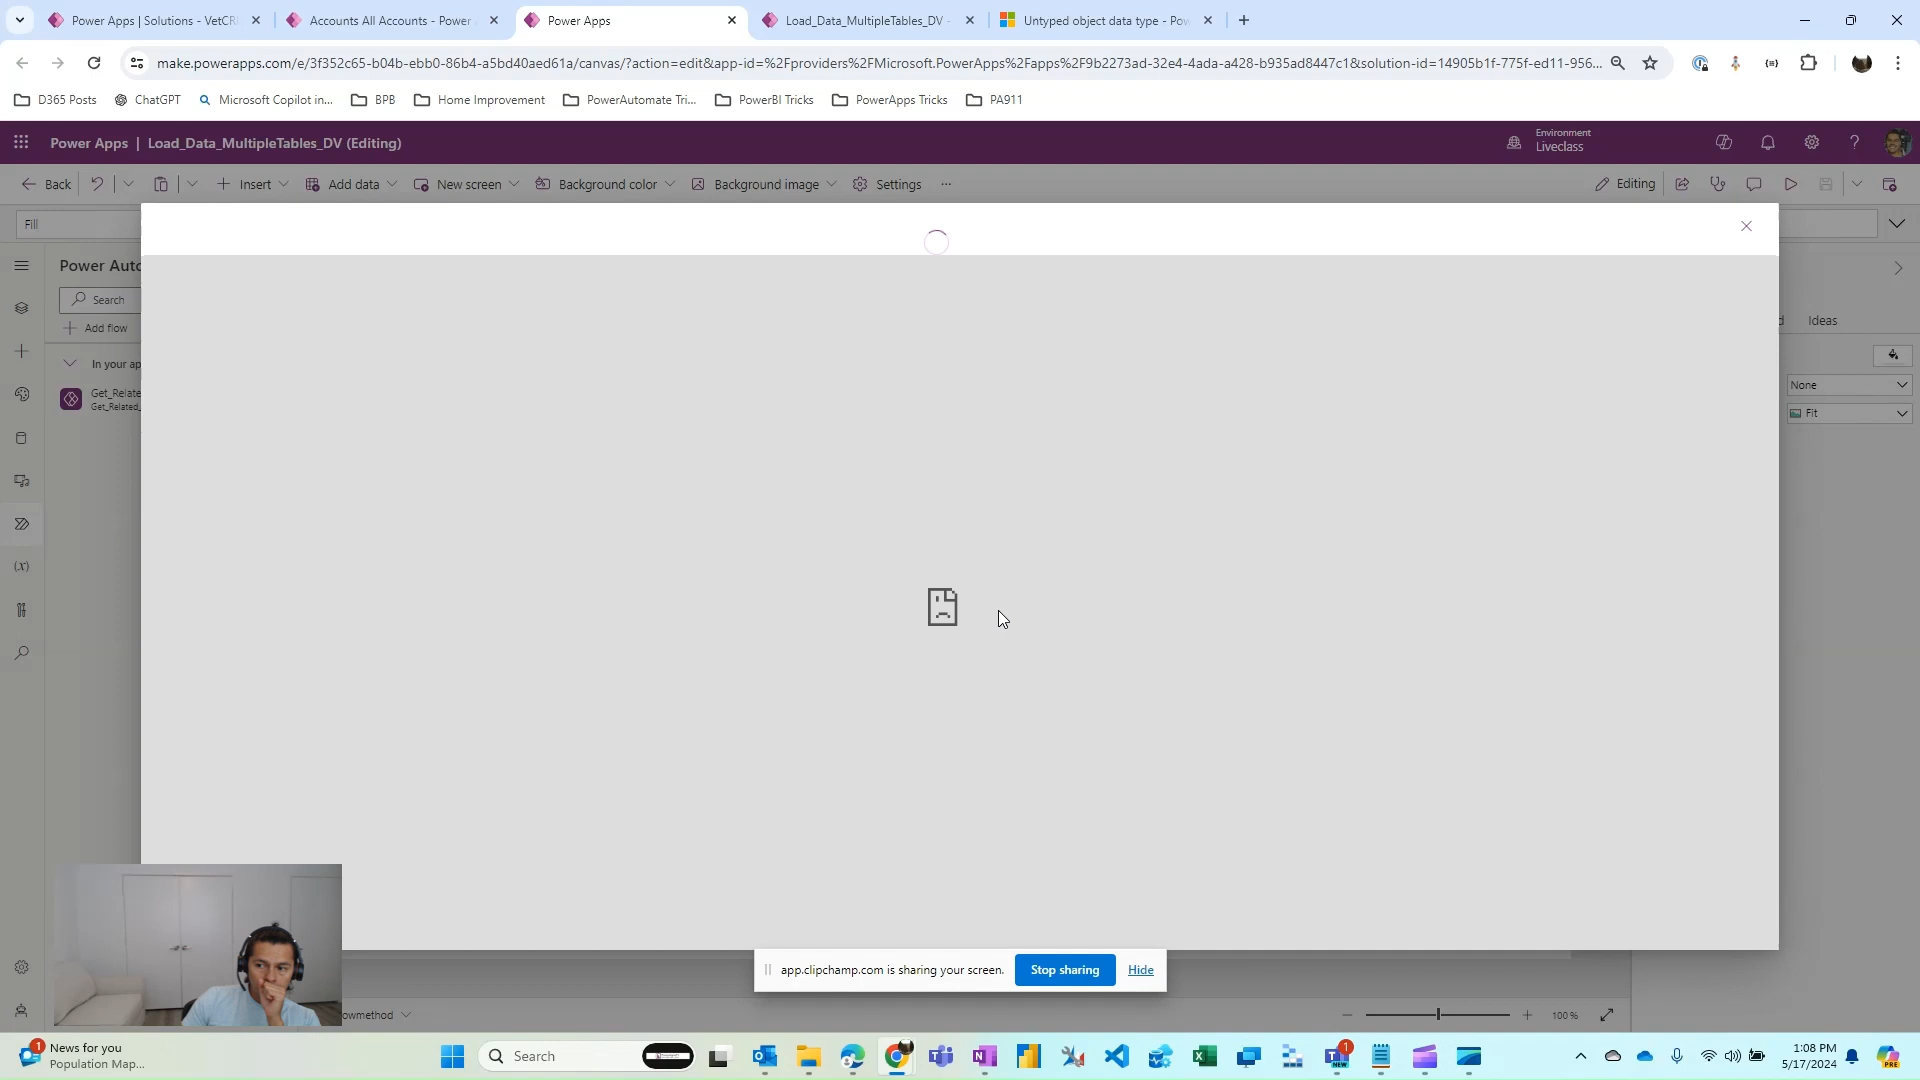 Power Apps | Solutions - VetCR
Accounts All Accounts - Power
Power Apps
Load_Data_MultipleTables_DV -
Untyped object data type - Pow
make.powerapps.com/e/3f352c65-b04b-ebb0-86b4-a5bd40aed61a/canvas/?action=edit&app-id=%2Fproviders%2FMicrosoft.PowerApps%2Fapps%2F9b2273ad-32e4-4ada-a428-b935ad8447c1&solution-id=14905b1f-775f-ed11-956...
D365 Posts
ChatGPT
Microsoft Copilot in...
BPB
Home Improvement
PowerAutomate Tri...
PowerBI Tricks
PowerApps Tricks
PA911
Power Apps | Load_Data_MultipleTables_DV (Editing)
Environment
Liveclass
Back
Insert
Add data
New screen
Background color
Background image
Settings
...
Editing
Fill
Power Auto
Search
Add flow
In your ap
Get_Relate
Get_Related_
d
Ideas
None
Fit
app.clipchamp.com is sharing your screen.
Stop sharing
Hide
owmethod
100 %
1
News for you
Population Map...
Search
NEW
1
1:08 PM
5/17/2024
PRE